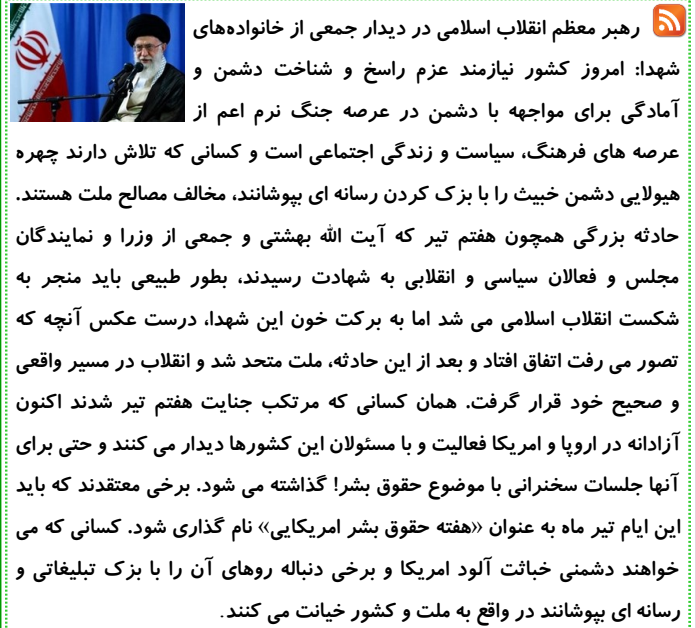 رهبر معظم انقلاب اسلامی در دیدار جمعی از خانواده‌های
شهدا: امروز کشور نیازمند عزم راسخ و شناخت دشمن و
آمادگی برای مواجهه با دشمن در عرصه جنگ نرم اعم از
عرصه های فرهنگ، سیاست و زندگی اجتماعی است و کسانی که تلاش دارند چهره
هیولایی دشمن خبیث را با بزک کردن رسانه ای بپوشانند، مخالف مصالح ملت هستند.
حادثه بزرگی همچون هفتم تیر که آیت الله بهشتی و جمعی از وزرا و نمایندگان
مجلس و فعالان سیاسی و انقلابی به شهادت رسیدند، بطور طبیعی باید منجر به
شکست انقلاب اسلامی می شد اما به برکت خون این شهدا، درست عکس آنچه که
تصور می رفت اتفاق افتاد و بعد از این حادثه، ملت متحد شد و انقلاب در مسیر واقعی
و صحیح خود قرار گرفت. همان کسانی که مرتکب جنایت هفتم تیر شدند اکنون
آزادانه در اروپا و امریکا فعالیت و با مسئولان این کشورها دیدار می کنند و حتی برای
آنها جلسات سخنرانی با موضوع حقوق بشر! گذاشته می شود. برخی معتقدند که باید
این ایام تیر ماه به عنوان «هفته حقوق بشر امریکایی» نام گذاری شود. کسانی که می
خواهند دشمنی خباثت آلود امریکا و برخی دنباله روهای آن را با بزک تبلیغاتی و
رسانه ای بپوشانند در واقع به ملت و کشور خیانت می کنند.